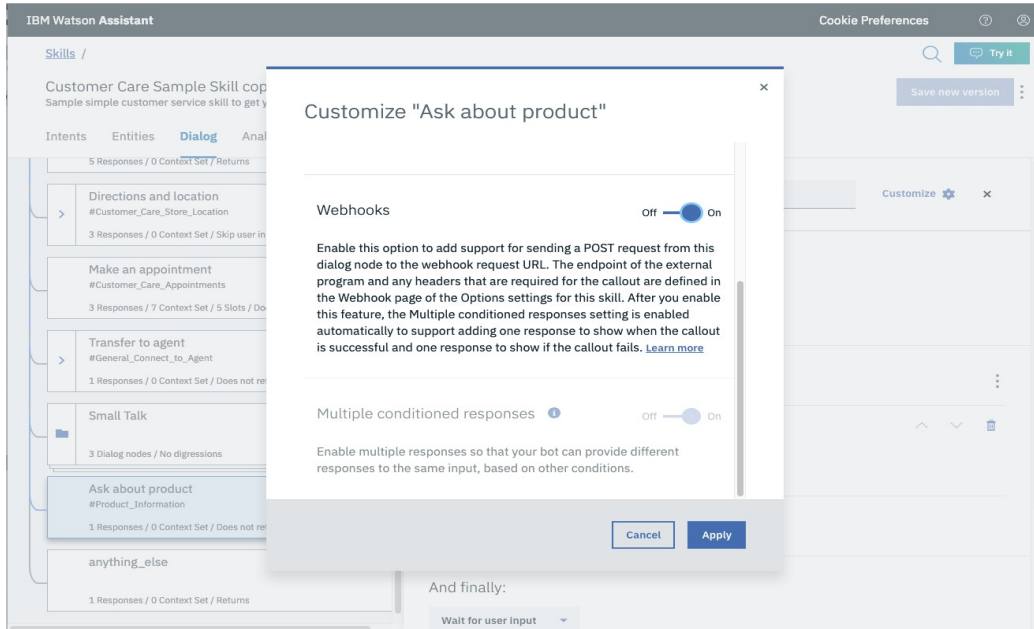 IBM Watson Assistant
Cookie Preferences
Skills /
Try it
Customer Care Sample Skill cop
Sample simple customer service skill to get y
Save new version
Intents Entities Dialog Anal
5 Responses / 0 Context Set / Returns
Directions and location
#Customer_Care_Store_Location
3 Responses / 0 Context Set / Skip user in
Make an appointment
#Customer_Care_Appointments
3 Responses / 7 Context Set / 5 Slots / Do
Transfer to agent
#General_Connect_to_Agent
1 Responses / 0 Context Set / Does not ret
Small Talk
3 Dialog nodes / No digressions
Ask about product
#Product_Information
1 Responses / 0 Context Set / Does not ret
anything_else
1 Responses / 0 Context Set / Returns
Customize "Ask about product"
Webhooks
Off On
Enable this option to add support for sending a POST request from this
dialog node to the webhook request URL. The endpoint of the external
program and any headers that are required for the callout are defined in
the Webhook page of the Options settings for this skill. After you enable
this feature, the Multiple conditioned responses setting is enabled
automatically to support adding one response to show when the callout
is successful and one response to show if the callout fails. Learn more
Multiple conditioned responses
Off On
Enable multiple responses so that your bot can provide different
responses to the same input, based on other conditions.
Cancel Apply
Customize
And finally:
Wait for user input